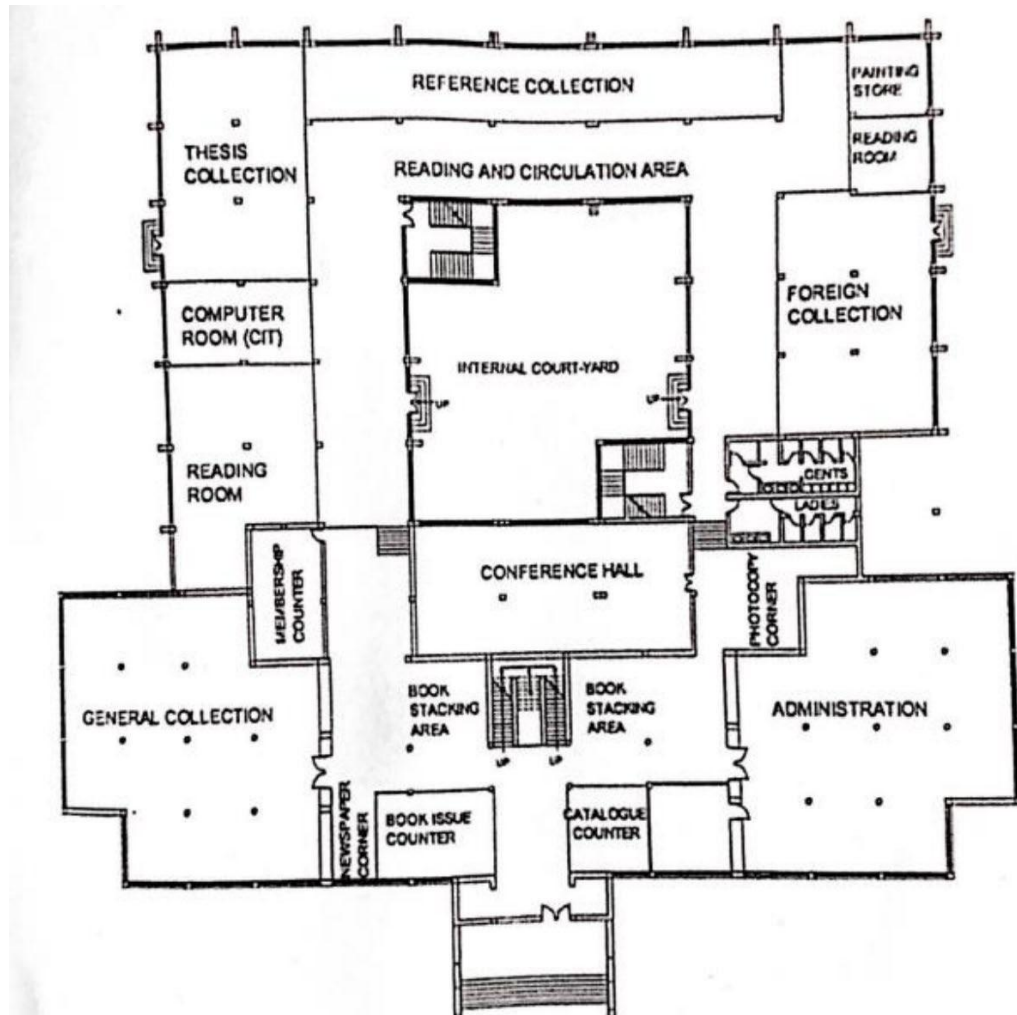 REFERENCE COLLECTION
PAINTING
STORE
THESIS
COLLECTION
READING
ROOM
READING AND CIRCULATION AREA
COMPUTER
ROOM (CIT)
FOREIGN
COLLECTION
INTERNAL COURT-YARD
UP
UP
READING
ROOM
GENTS
LADIES
MEMBERSHIP
COUNTER
CONFERENCE HALL
PHOTOCOPY
CORNER
GENERAL COLLECTION
BOOK
STACKING
AREA
BOOK
STACKING
AREA
ADMINISTRATION
UP
UP
NEWSPAPER
CORNER
BOOK ISSUE
COUNTER
CATALOGUE
COUNTER